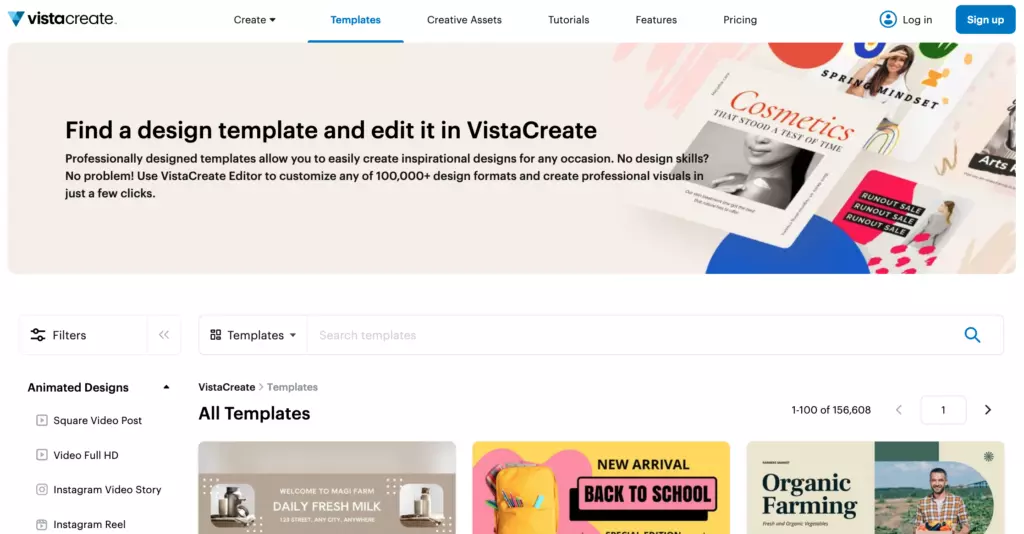 vistacreate.
Create
Templates
Creative Assets
Tutorials
Features
Pricing
Log in
Sign up
SPRING MINDSET
Cosmetics
THAT STOOD A TEST OF TIME
Arts
RUNOUT SALE
RUNOUT SALE
RUNOUT SALE
Find a design template and edit it in VistaCreate
Professionally designed templates allow you to easily create inspirational designs for any occasion. No design skills?
No problem! Use VistaCreate Editor to customize any of 100,000+ design formats and create professional visuals in
just a few clicks.
Filters
Templates
Search templates
Animated Designs
Square Video Post
Video Full HD
Instagram Video Story
Instagram Reel
VistaCreate > Templates
All Templates
1-100 of 156,608
1
WELCOME TO MAGI FARM
DAILY FRESH MILK
123 STREET, ANY CITY, ANYWHERE
NEW ARRIVAL
BACK TO SCHOOL
SPECIAL EDITION
Organic
Farming
Fresh and Organic Vegetables